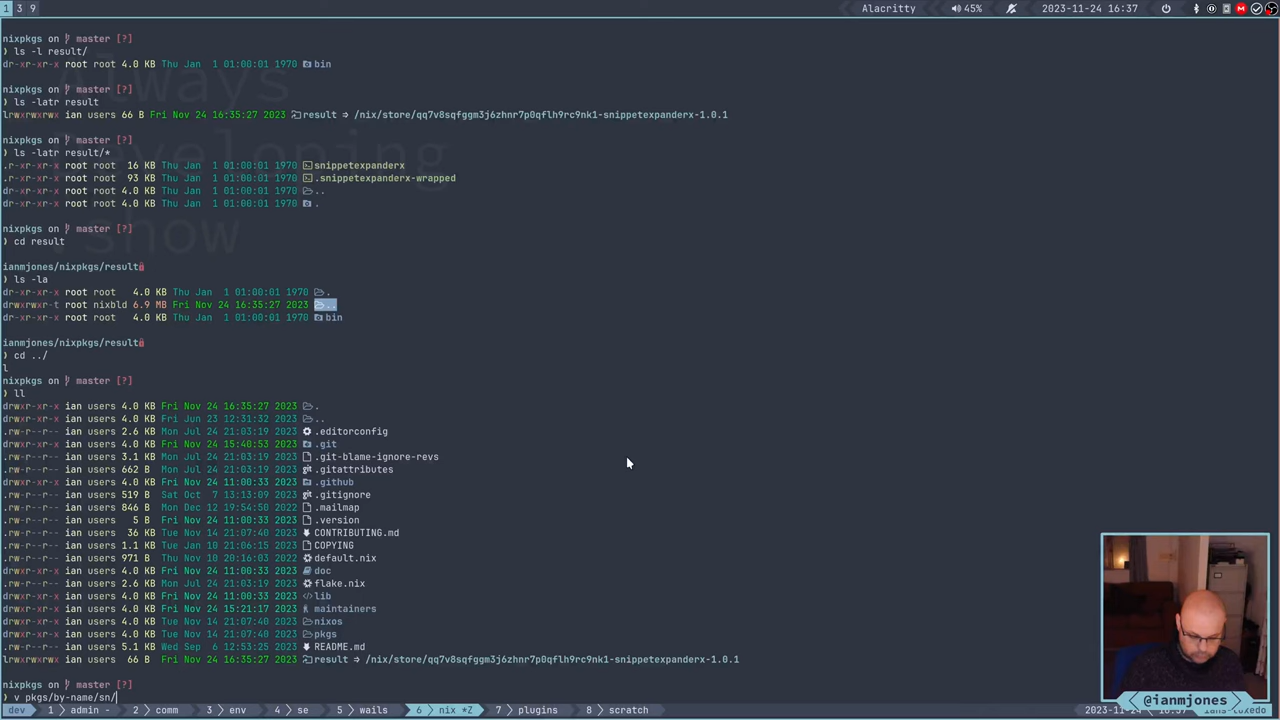 1 3 9 Alacritty 45% 2023-11-24 16:37
Always
Developing
show
nixpkgs on master [?]
❯ ls -l result/
dr-xr-xr-x root root 4.0 KB Thu Jan 1 01:00:01 1970 bin
nixpkgs on master [?]
❯ ls -latr result
lrwxrwxrwx ian users 66 B Fri Nov 24 16:35:27 2023 result ⇒ /nix/store/qq7v8sqfggm3j6zhnr7p0qflh9rc9nk1-snippetexpanderx-1.0.1
nixpkgs on master [?]
❯ ls -latr result/*
.r-xr-xr-x root root 16 KB Thu Jan 1 01:00:01 1970 snippetexpanderx
.r-xr-xr-x root root 93 KB Thu Jan 1 01:00:01 1970 .snippetexpanderx-wrapped
dr-xr-xr-x root root 4.0 KB Thu Jan 1 01:00:01 1970 ..
dr-xr-xr-x root root 4.0 KB Thu Jan 1 01:00:01 1970 .
nixpkgs on master [?]
❯ cd result
ianmjones/nixpkgs/result
❯ ls -la
dr-xr-xr-x root root 4.0 KB Thu Jan 1 01:00:01 1970 .
drwxrwxr-t root nixbld 6.9 MB Fri Nov 24 16:35:27 2023 ..
dr-xr-xr-x root root 4.0 KB Thu Jan 1 01:00:01 1970 bin
ianmjones/nixpkgs/result
❯ cd ../
l
nixpkgs on master [?]
❯ ll
drwxr-xr-x ian users 4.0 KB Fri Nov 24 16:35:27 2023 .
drwxr-xr-x ian users 4.0 KB Fri Jun 23 12:31:32 2023 ..
.rw-r--r-- ian users 2.6 KB Mon Jul 24 21:03:19 2023 .editorconfig
drwxr-xr-x ian users 4.0 KB Fri Nov 24 15:40:53 2023 .git
.rw-r--r-- ian users 3.1 KB Mon Jul 24 21:03:19 2023 .git-blame-ignore-revs
.rw-r--r-- ian users 662 B Mon Jul 24 21:03:19 2023 .gitattributes
drwxr-xr-x ian users 4.0 KB Fri Nov 24 11:00:33 2023 .github
.rw-r--r-- ian users 519 B Sat Oct 7 13:13:09 2023 .gitignore
.rw-r--r-- ian users 846 B Mon Dec 12 19:54:50 2022 .mailmap
.rw-r--r-- ian users 5 B Fri Nov 24 11:00:33 2023 .version
.rw-r--r-- ian users 36 KB Tue Nov 14 21:07:40 2023 CONTRIBUTING.md
.rw-r--r-- ian users 1.1 KB Tue Jan 10 21:06:15 2023 COPYING
.rw-r--r-- ian users 971 B Thu Nov 10 20:16:03 2022 default.nix
drwxr-xr-x ian users 4.0 KB Fri Nov 24 11:00:33 2023 doc
.rw-r--r-- ian users 2.6 KB Mon Jul 24 21:03:19 2023 flake.nix
drwxr-xr-x ian users 4.0 KB Fri Nov 24 11:00:33 2023 lib
drwxr-xr-x ian users 4.0 KB Fri Nov 24 15:21:17 2023 maintainers
drwxr-xr-x ian users 4.0 KB Tue Nov 14 21:07:40 2023 nixos
drwxr-xr-x ian users 4.0 KB Tue Nov 14 21:07:40 2023 pkgs
.rw-r--r-- ian users 5.1 KB Wed Sep 6 12:53:25 2023 README.md
lrwxrwxrwx ian users 66 B Fri Nov 24 16:35:27 2023 result ⇒ /nix/store/qq7v8sqfggm3j6zhnr7p0qflh9rc9nk1-snippetexpanderx-1.0.1
nixpkgs on master [?]
❯ v pkgs/by-name/sn/
@ianmjones
dev 1 admin - 2 comm 3 env 4 se 5 wails 6 nix *Z 7 plugins 8 scratch 2023-11-24